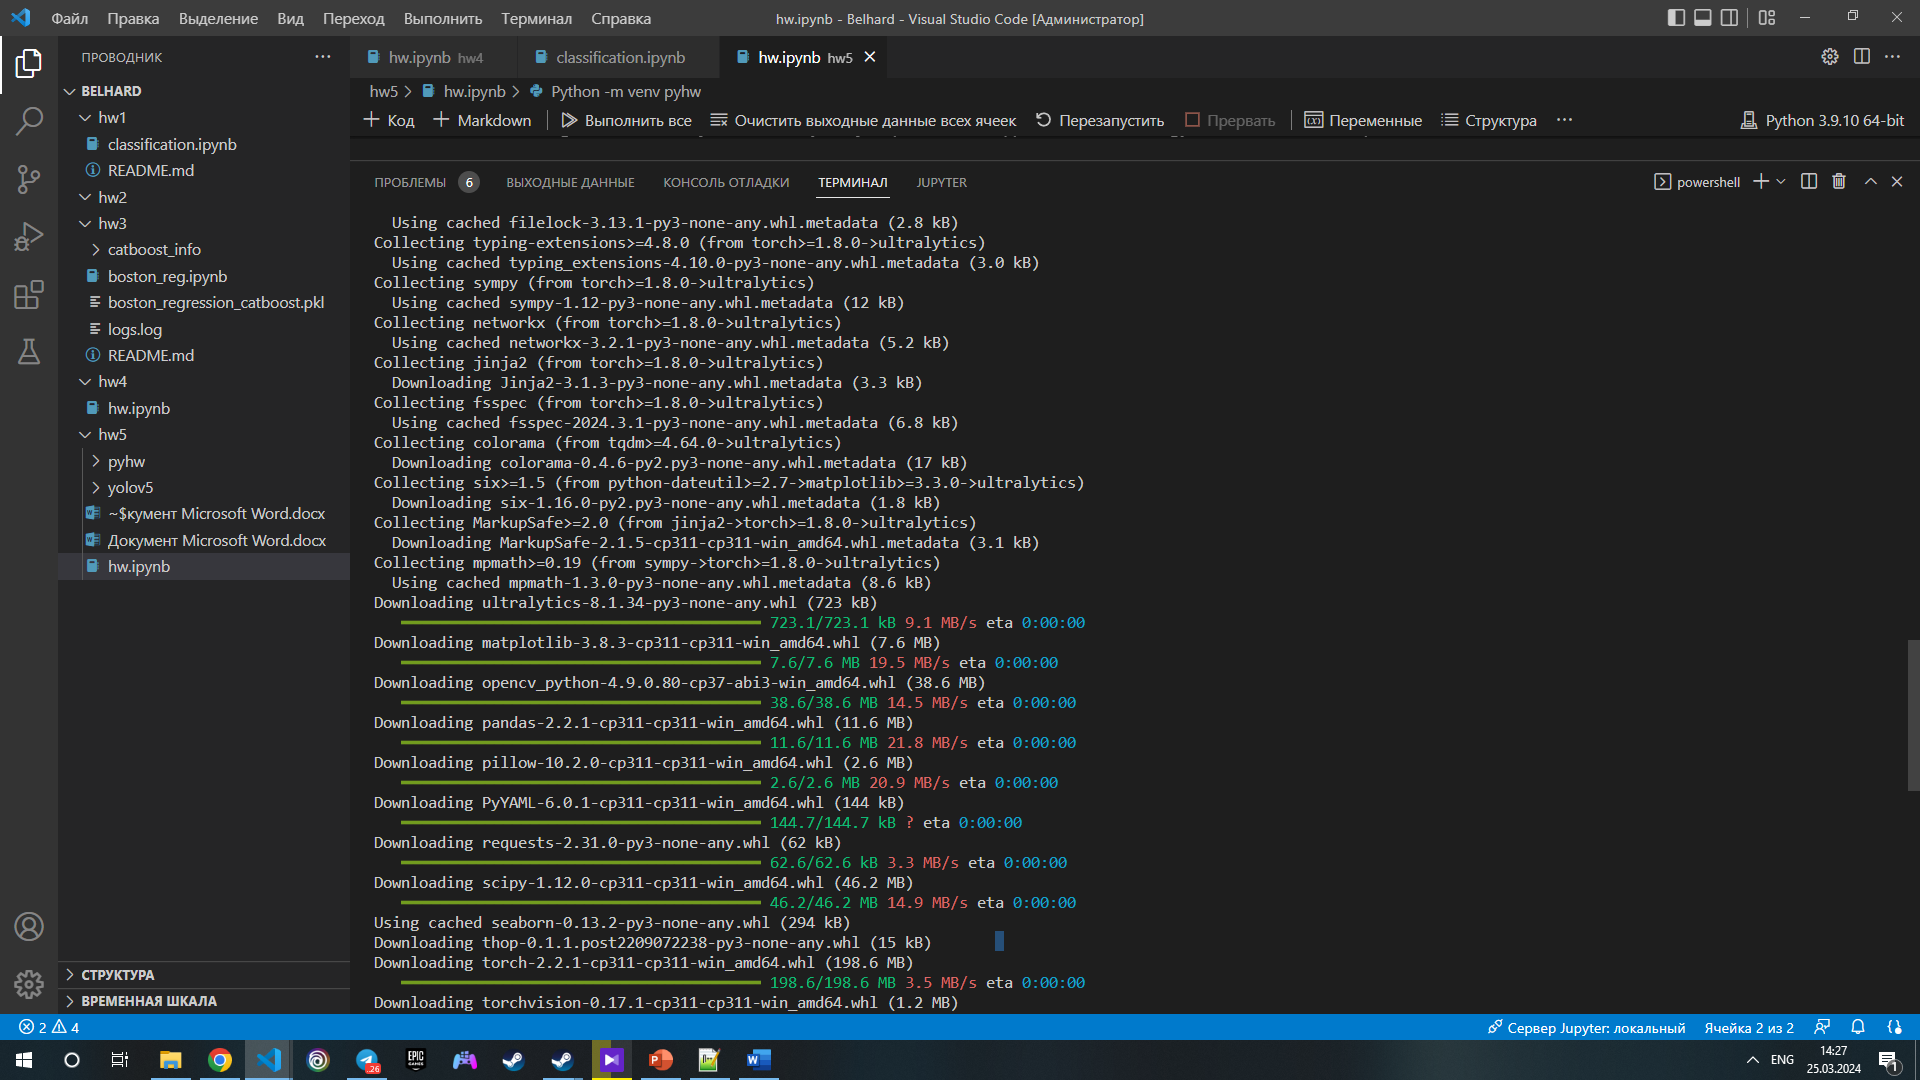 Файл Правка Выделение Вид Переход Выполнить Терминал Справка
hw.ipynb - Belhard - Visual Studio Code [Администратор]
ПРОВОДНИК
hw.ipynb hw4
classification.ipynb
hw.ipynb hw5
hw5 > hw.ipynb > Python -m venv pyhw
Код Markdown Выполнить все Очистить выходные данные всех ячеек Перезапустить Прервать Переменные Структура Python 3.9.10 64-bit
BELHARD
hw1
classification.ipynb
README.md
hw2
hw3
catboost_info
boston_reg.ipynb
boston_regression_catboost.pkl
logs.log
README.md
hw4
hw.ipynb
hw5
pyhw
yolov5
~$кумент Microsoft Word.docx
Документ Microsoft Word.docx
hw.ipynb
СТРУКТУРА
ВРЕМЕННАЯ ШКАЛА
ПРОБЛЕМЫ 6 ВЫХОДНЫЕ ДАННЫЕ КОНСОЛЬ ОТЛАДКИ ТЕРМИНАЛ JUPYTER
powershell
Using cached filelock-3.13.1-py3-none-any.whl.metadata (2.8 kB)
Collecting typing-extensions>=4.8.0 (from torch>=1.8.0->ultralytics)
Using cached typing_extensions-4.10.0-py3-none-any.whl.metadata (3.0 kB)
Collecting sympy (from torch>=1.8.0->ultralytics)
Using cached sympy-1.12-py3-none-any.whl.metadata (12 kB)
Collecting networkx (from torch>=1.8.0->ultralytics)
Using cached networkx-3.2.1-py3-none-any.whl.metadata (5.2 kB)
Collecting jinja2 (from torch>=1.8.0->ultralytics)
Downloading Jinja2-3.1.3-py3-none-any.whl.metadata (3.3 kB)
Collecting fsspec (from torch>=1.8.0->ultralytics)
Using cached fsspec-2024.3.1-py3-none-any.whl.metadata (6.8 kB)
Collecting colorama (from tqdm>=4.64.0->ultralytics)
Downloading colorama-0.4.6-py2.py3-none-any.whl.metadata (17 kB)
Collecting six>=1.5 (from python-dateutil>=2.7->matplotlib>=3.3.0->ultralytics)
Downloading six-1.16.0-py2.py3-none-any.whl.metadata (1.8 kB)
Collecting MarkupSafe>=2.0 (from jinja2->torch>=1.8.0->ultralytics)
Downloading MarkupSafe-2.1.5-cp311-cp311-win_amd64.whl.metadata (3.1 kB)
Collecting mpmath>=0.19 (from sympy->torch>=1.8.0->ultralytics)
Using cached mpmath-1.3.0-py3-none-any.whl.metadata (8.6 kB)
Downloading ultralytics-8.1.34-py3-none-any.whl (723 kB)
723.1/723.1 kB 9.1 MB/s eta 0:00:00
Downloading matplotlib-3.8.3-cp311-cp311-win_amd64.whl (7.6 MB)
7.6/7.6 MB 19.5 MB/s eta 0:00:00
Downloading opencv_python-4.9.0.80-cp37-abi3-win_amd64.whl (38.6 MB)
38.6/38.6 MB 14.5 MB/s eta 0:00:00
Downloading pandas-2.2.1-cp311-cp311-win_amd64.whl (11.6 MB)
11.6/11.6 MB 21.8 MB/s eta 0:00:00
Downloading pillow-10.2.0-cp311-cp311-win_amd64.whl (2.6 MB)
2.6/2.6 MB 20.9 MB/s eta 0:00:00
Downloading PyYAML-6.0.1-cp311-cp311-win_amd64.whl (144 kB)
144.7/144.7 kB ? eta 0:00:00
Downloading requests-2.31.0-py3-none-any.whl (62 kB)
62.6/62.6 kB 3.3 MB/s eta 0:00:00
Downloading scipy-1.12.0-cp311-cp311-win_amd64.whl (46.2 MB)
46.2/46.2 MB 14.9 MB/s eta 0:00:00
Using cached seaborn-0.13.2-py3-none-any.whl (294 kB)
Downloading thop-0.1.1.post2209072238-py3-none-any.whl (15 kB)
Downloading torch-2.2.1-cp311-cp311-win_amd64.whl (198.6 MB)
198.6/198.6 MB 3.5 MB/s eta 0:00:00
Downloading torchvision-0.17.1-cp311-cp311-win_amd64.whl (1.2 MB)
2 4
Сервер Jupyter: локальный Ячейка 2 из 2
EPIC GAMES
.26
ENG
14:27
25.03.2024
1